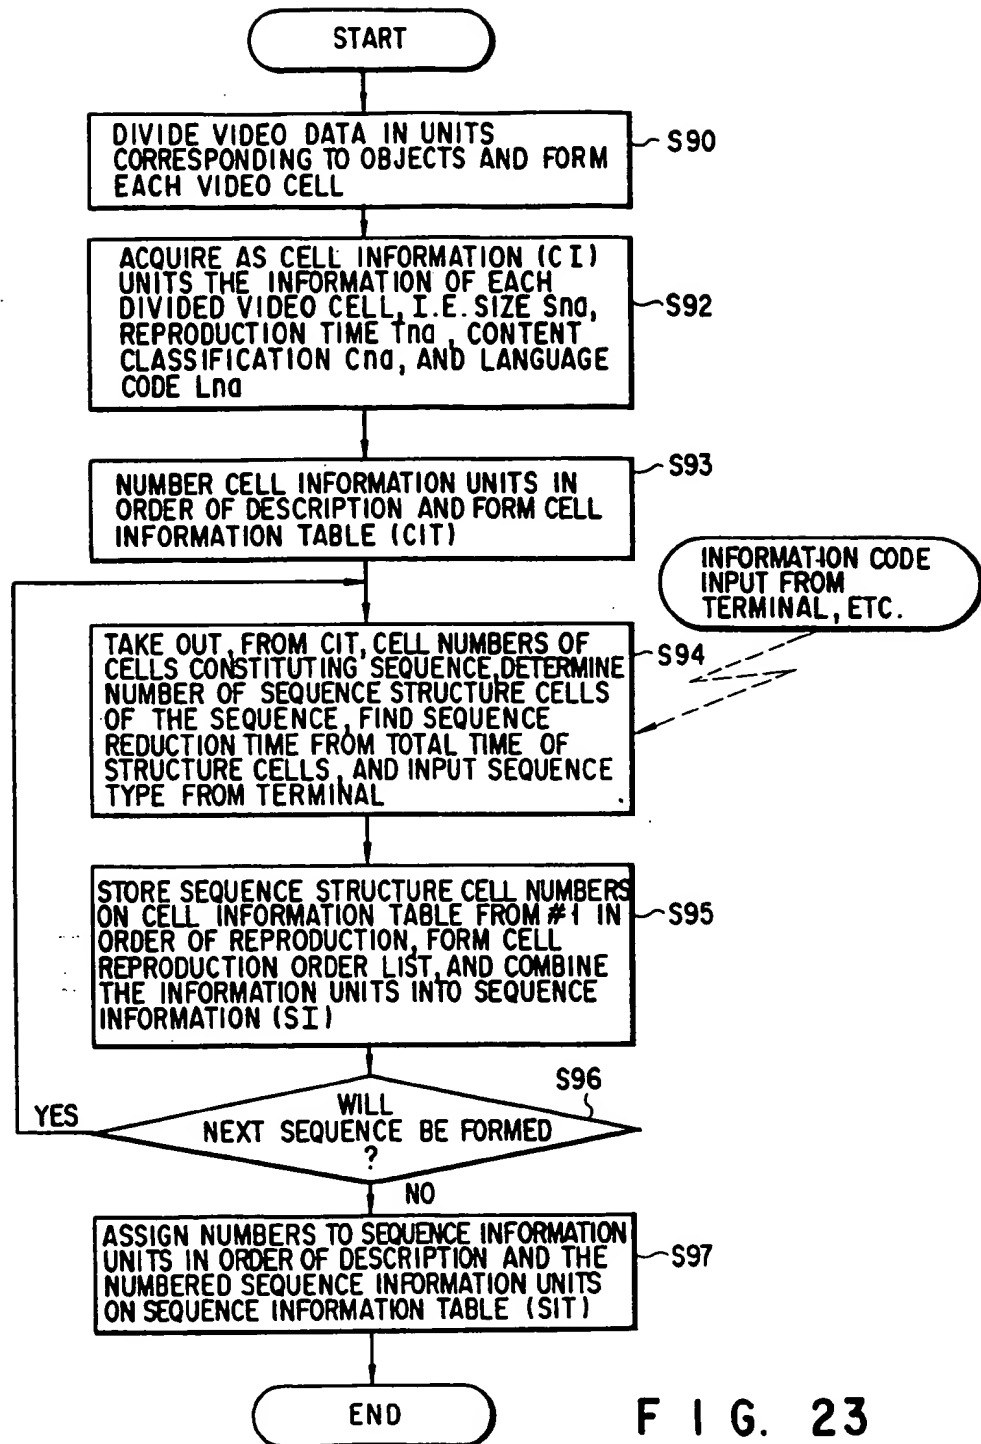 START
DIVIDE VIDEO DATA IN UNITS
CORRESPONDING TO OBJECTS AND FORM
EACH VIDEO CELL
S90
ACQUIRE AS CELL INFORMATION (CI)
UNITS THE INFORMATION OF EACH
DIVIDED VIDEO CELL, I.E. SIZE Sna,
REPRODUCTION TIME Tna, CONTENT
CLASSIFICATION Cna, AND LANGUAGE
CODE Lna
S92
NUMBER CELL INFORMATION UNITS IN
ORDER OF DESCRIPTION AND FORM CELL
INFORMATION TABLE (CIT)
S93
INFORMATION CODE
INPUT FROM
TERMINAL, ETC.
TAKE OUT, FROM CIT, CELL NUMBERS OF
CELLS CONSTITUTING SEQUENCE, DETERMINE
NUMBER OF SEQUENCE STRUCTURE CELLS
OF THE SEQUENCE, FIND SEQUENCE
REDUCTION TIME FROM TOTAL TIME OF
STRUCTURE CELLS, AND INPUT SEQUENCE
TYPE FROM TERMINAL
S94
STORE SEQUENCE STRUCTURE CELL NUMBERS
ON CELL INFORMATION TABLE FROM #1 IN
ORDER OF REPRODUCTION, FORM CELL
REPRODUCTION ORDER LIST, AND COMBINE
THE INFORMATION UNITS INTO SEQUENCE
INFORMATION (SI)
S95
S96
WILL
NEXT SEQUENCE BE FORMED
?
YES
NO
ASSIGN NUMBERS TO SEQUENCE INFORMATION
UNITS IN ORDER OF DESCRIPTION AND THE
NUMBERED SEQUENCE INFORMATION UNITS
ON SEQUENCE INFORMATION TABLE (SIT)
S97
END
FIG. 23